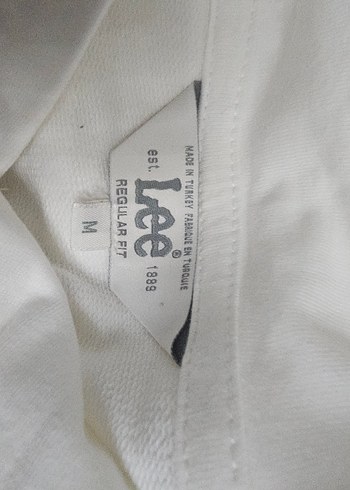 MADE IN TURKEY FABRIQUE EN TURQUIE
est. Lee® 1889
REGULAR FIT
M